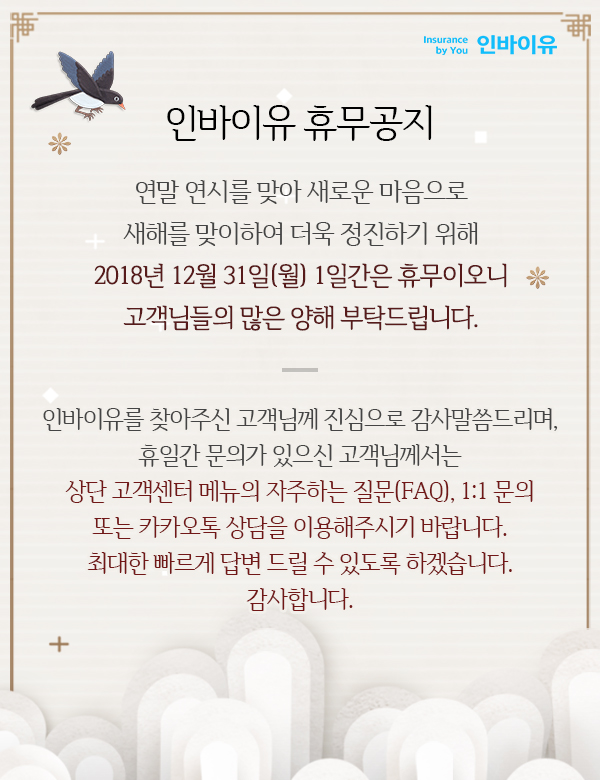 Insurance
by You 인바이유
인바이유 휴무공지
연말 연시를 맞아 새로운 마음으로
새해를 맞이하여 더욱 정진하기 위해
2018년 12월 31일(월) 1일간은 휴무이오니
고객님들의 많은 양해 부탁드립니다.
인바이유를 찾아주신 고객님께 진심으로 감사말씀드리며,
휴일간 문의가 있으신 고객님께서는
상단 고객센터 메뉴의 자주하는 질문(FAQ), 1:1 문의
또는 카카오톡 상담을 이용해주시기 바랍니다.
최대한 빠르게 답변 드릴 수 있도록 하겠습니다.
감사합니다.